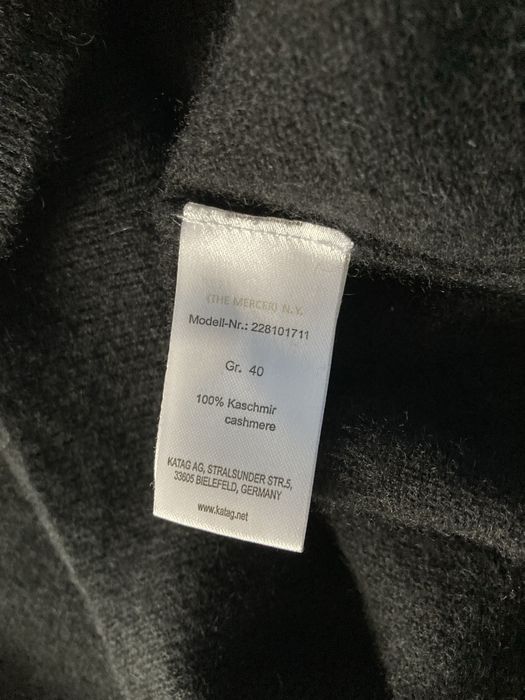 (THE MERCER) N.Y.
Modell-Nr.: 228101711
Gr. 40
100% Kaschmir
cashmere
KATAG AG, STRALSUNDER STR.5,
33605 BIELEFELD, GERMANY
www.katag.net